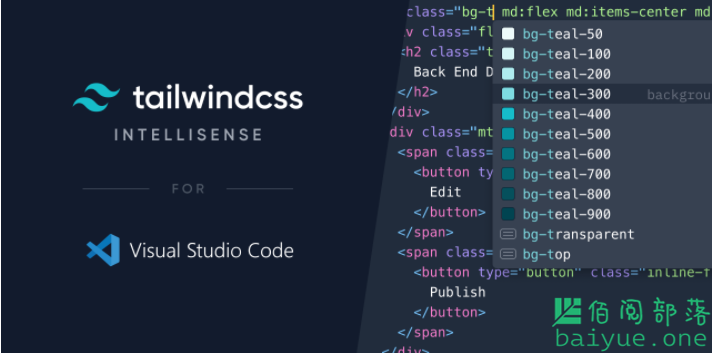 tailwindcss
INTELLISENSE
FOR
Visual Studio Code
class="bg-t md:flex md:items-center md
v class="fl
<h2 class="t
Back End D
</h2>
</div>
div class="mt
<span class=
<button ty
Edit
</button>
</span>
<span class=
<button type="button" class="inline-f
Publish
</button>
</span>
</div>
bg-teal-50
bg-teal-100
bg-teal-200
bg-teal-300 backgrou
bg-teal-400
bg-teal-500
bg-teal-600
bg-teal-700
bg-teal-800
bg-teal-900
bg-transparent
bg-top
佰阅部落
baiyue.one